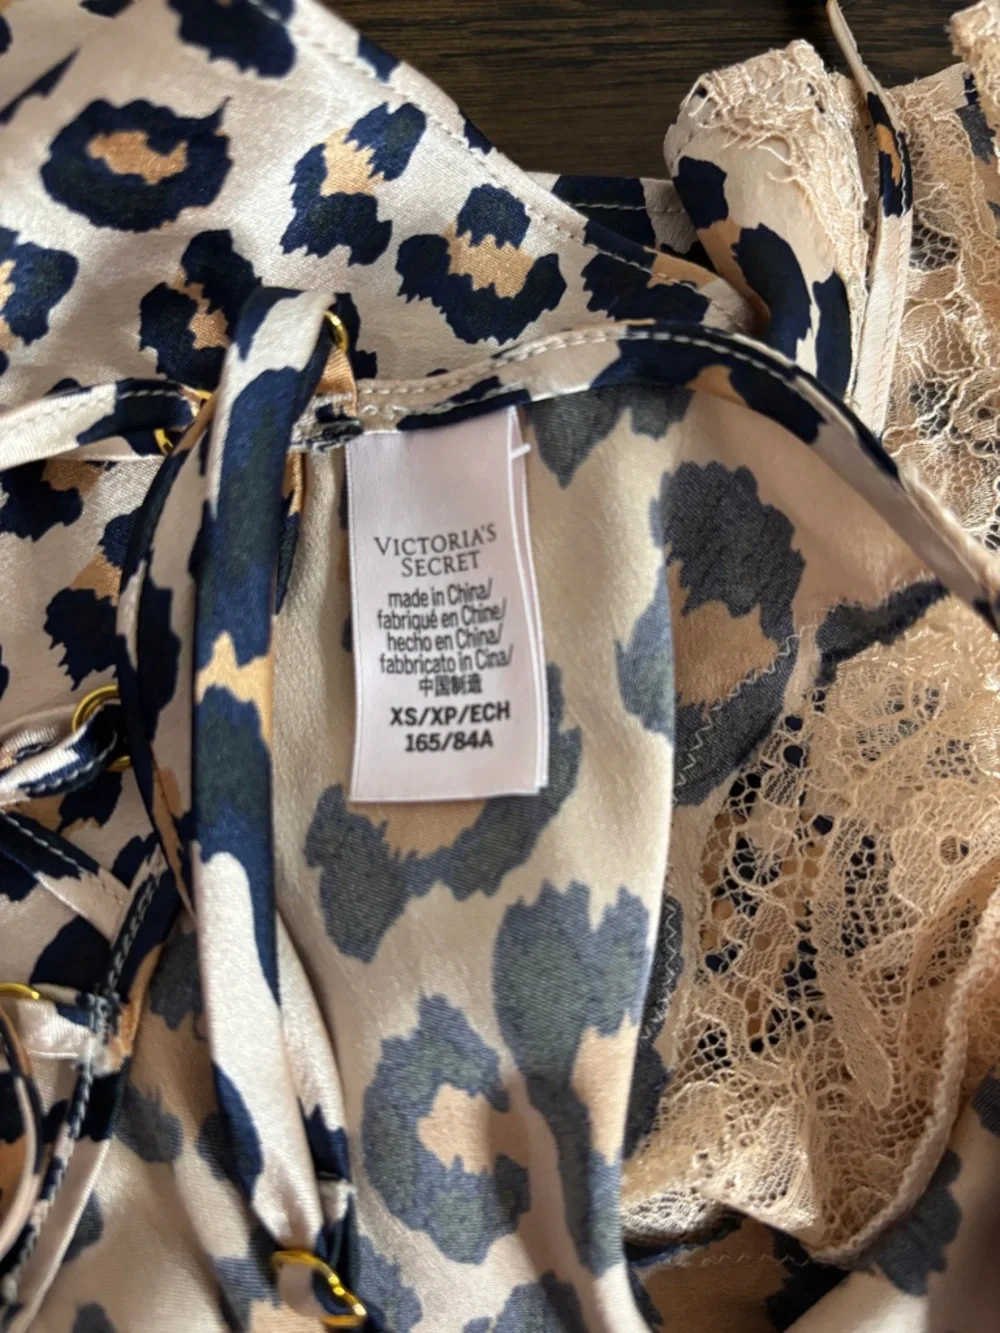 VICTORIA'S
SECRET
made in China/
fabriqué en Chine/
hecho en China/
fabbricato in Cina/
中国制造
XS/XP/ECH
165/84A